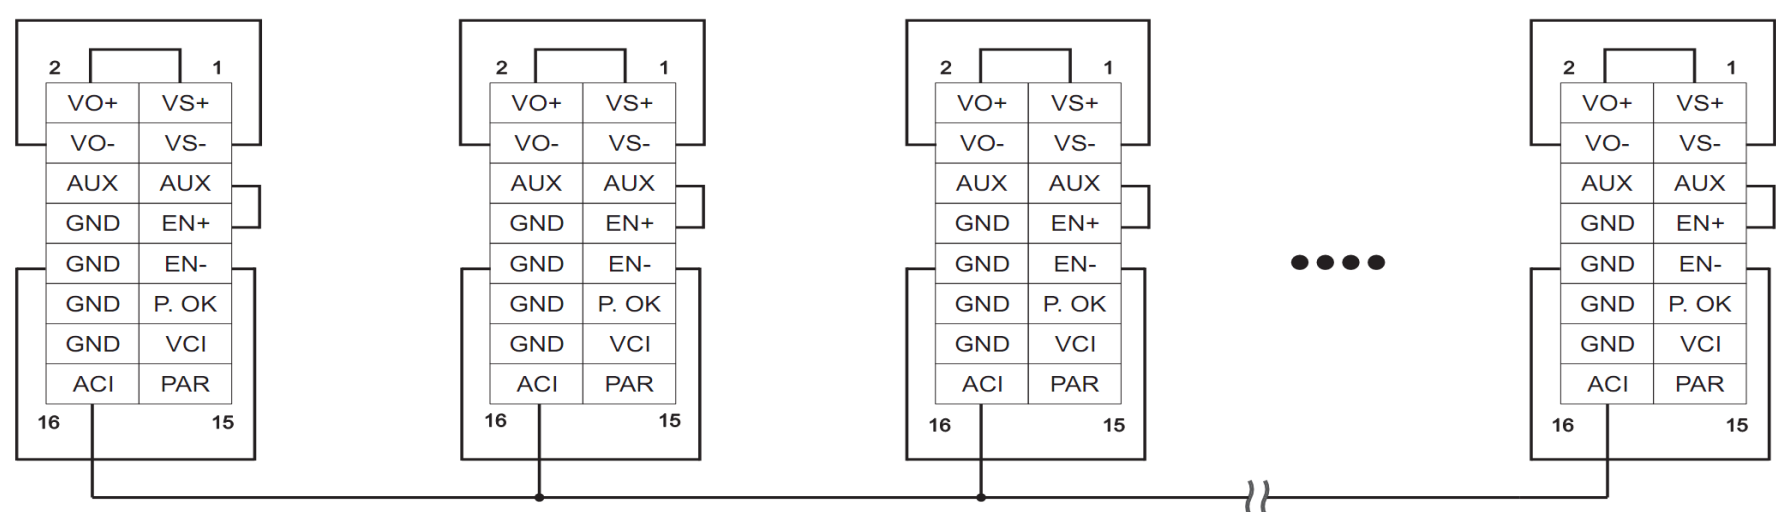 2 1 2 1 2 1 2 1
VO+ VS+ VO+ VS+ VO+ VS+ VO+ VS+
VO- VS- VO- VS- VO- VS- VO- VS-
AUX AUX AUX AUX AUX AUX AUX AUX
GND EN+ GND EN+ GND EN+ GND EN+
GND EN- GND EN- GND EN- GND EN-
GND P. OK GND P. OK GND P. OK GND P. OK
GND VCI GND VCI GND VCI GND VCI
ACI PAR ACI PAR ACI PAR ACI PAR
16 15 16 15 16 15 16 15